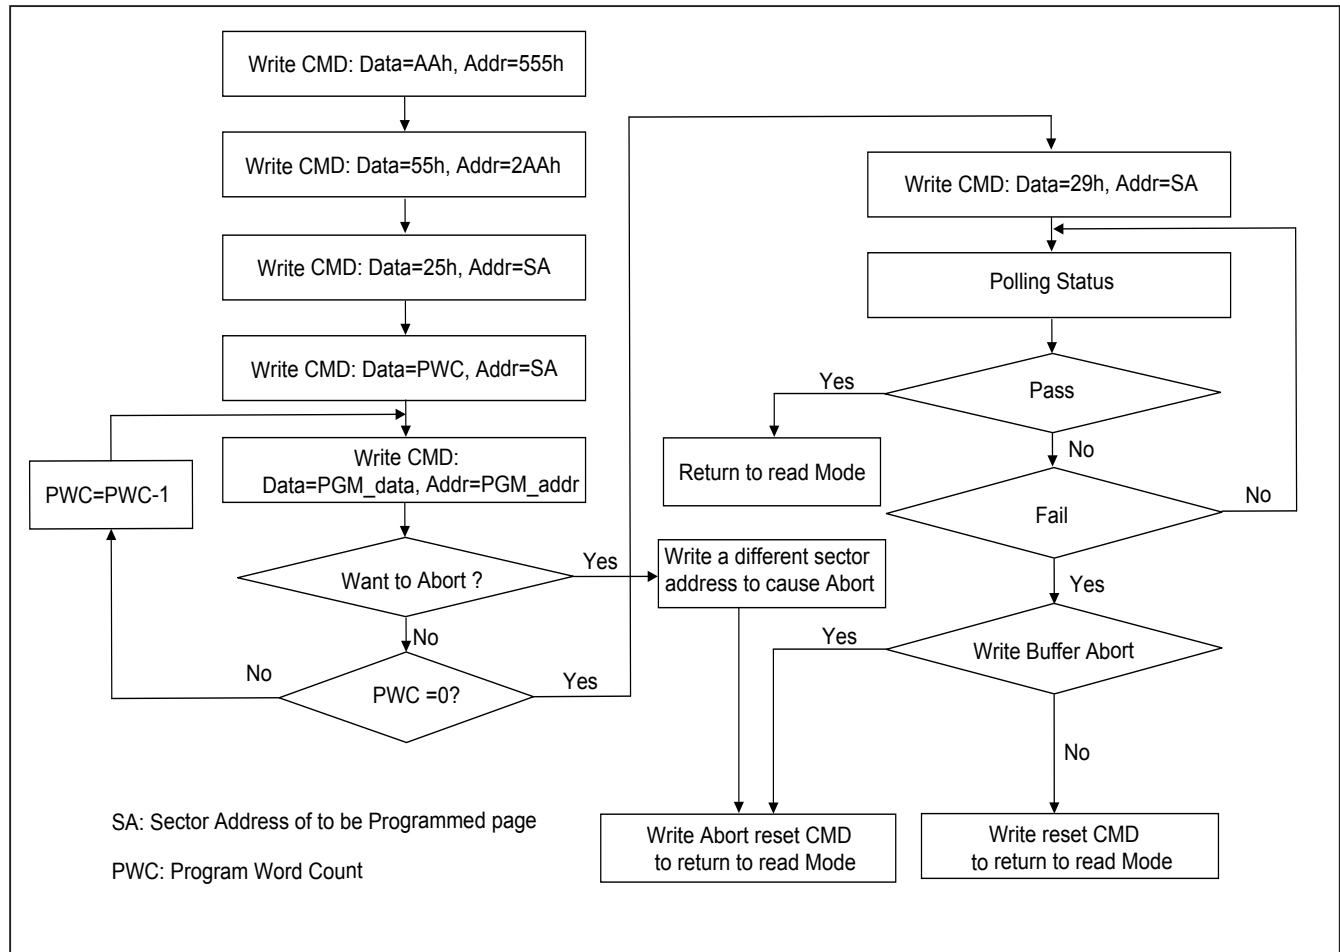 Write CMD: Data=AAh, Addr=555h
Write CMD: Data=55h, Addr=2AAh
Write CMD: Data=25h, Addr=SA
Write CMD: Data=PWC, Addr=SA
Write CMD:
Data=PGM_data, Addr=PGM_addr
PWC=PWC-1
Want to Abort ?
Yes
No
PWC =0?
No
Yes
Write a different sector
address to cause Abort
Write CMD: Data=29h, Addr=SA
Polling Status
Pass
Yes
No
Return to read Mode
Fail
No
Yes
Write Buffer Abort
Yes
No
Write Abort reset CMD
to return to read Mode
Write reset CMD
to return to read Mode
SA: Sector Address of to be Programmed page
PWC: Program Word Count